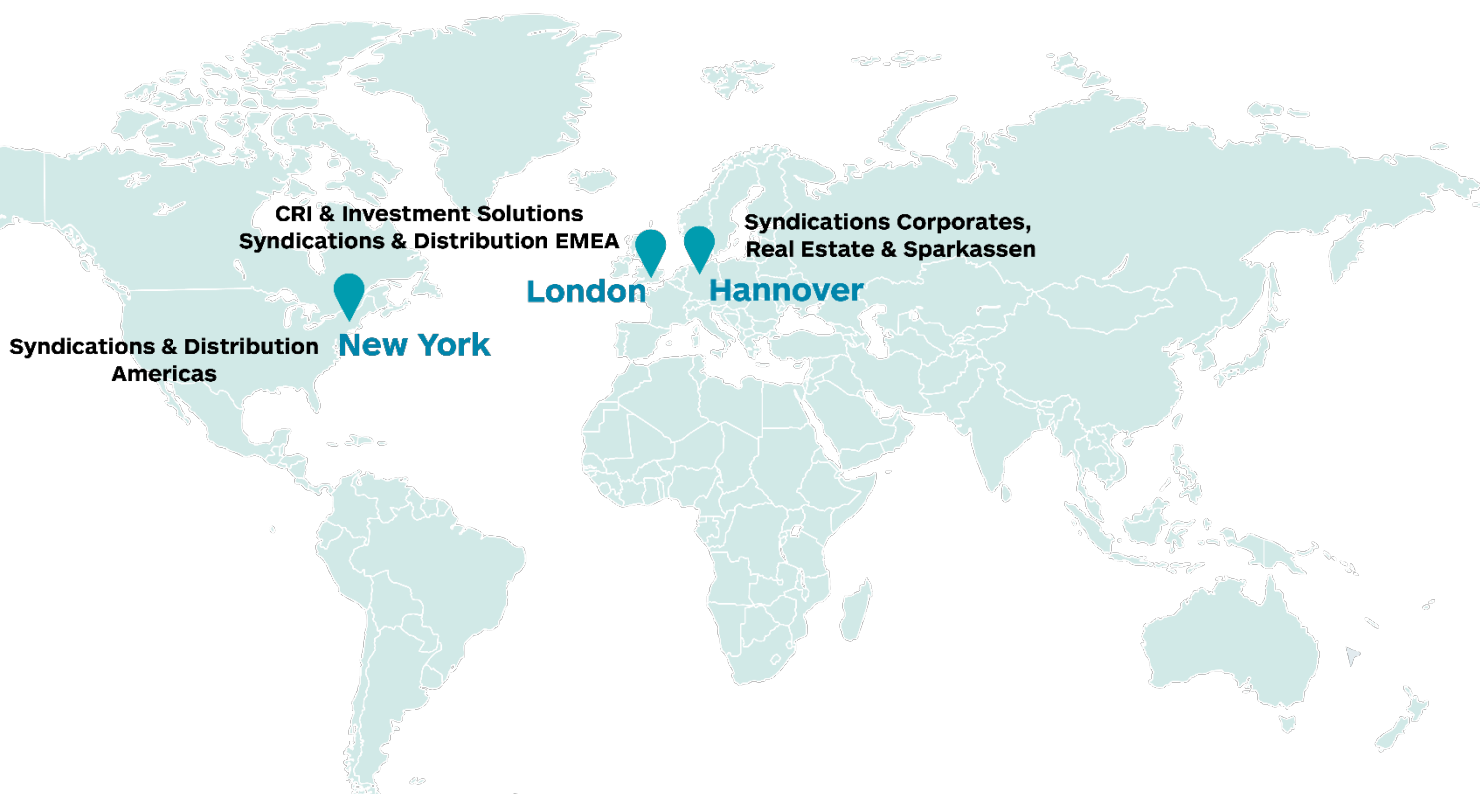 CRI & Investment Solutions
Syndications & Distribution EMEA
London
Syndications Corporates,
Real Estate & Sparkassen
Hannover
Syndications & Distribution
Americas
New York